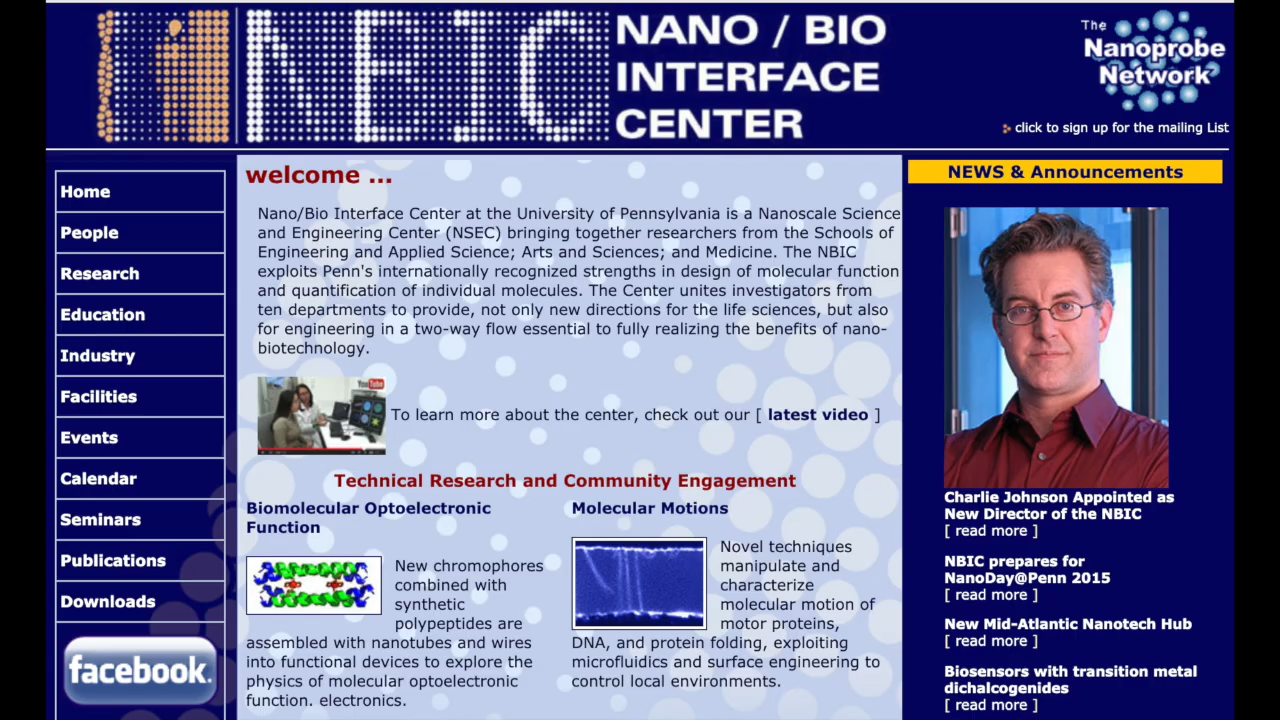 NBIC
NANO / BIO
INTERFACE
CENTER
The
Nanoprobe
Network
click to sign up for the mailing List
Home
People
Research
Education
Industry
Facilities
Events
Calendar
Seminars
Publications
Downloads
facebook.
welcome ...
Nano/Bio Interface Center at the University of Pennsylvania is a Nanoscale Science
and Engineering Center (NSEC) bringing together researchers from the Schools of
Engineering and Applied Science; Arts and Sciences; and Medicine. The NBIC
exploits Penn's internationally recognized strengths in design of molecular function
and quantification of individual molecules. The Center unites investigators from
ten departments to provide, not only new directions for the life sciences, but also
for engineering in a two-way flow essential to fully realizing the benefits of nano-
biotechnology.
YouTube
To learn more about the center, check out our [ latest video ]
Technical Research and Community Engagement
Biomolecular Optoelectronic
Function
New chromophores
combined with
synthetic
polypeptides are
assembled with nanotubes and wires
into functional devices to explore the
physics of molecular optoelectronic
function. electronics.
Molecular Motions
Novel techniques
manipulate and
characterize
molecular motion of
motor proteins,
DNA, and protein folding, exploiting
microfluidics and surface engineering to
control local environments.
NEWS & Announcements
Charlie Johnson Appointed as
New Director of the NBIC
[ read more ]
NBIC prepares for
NanoDay@Penn 2015
[ read more ]
New Mid-Atlantic Nanotech Hub
[ read more ]
Biosensors with transition metal
dichalcogenides
[ read more ]